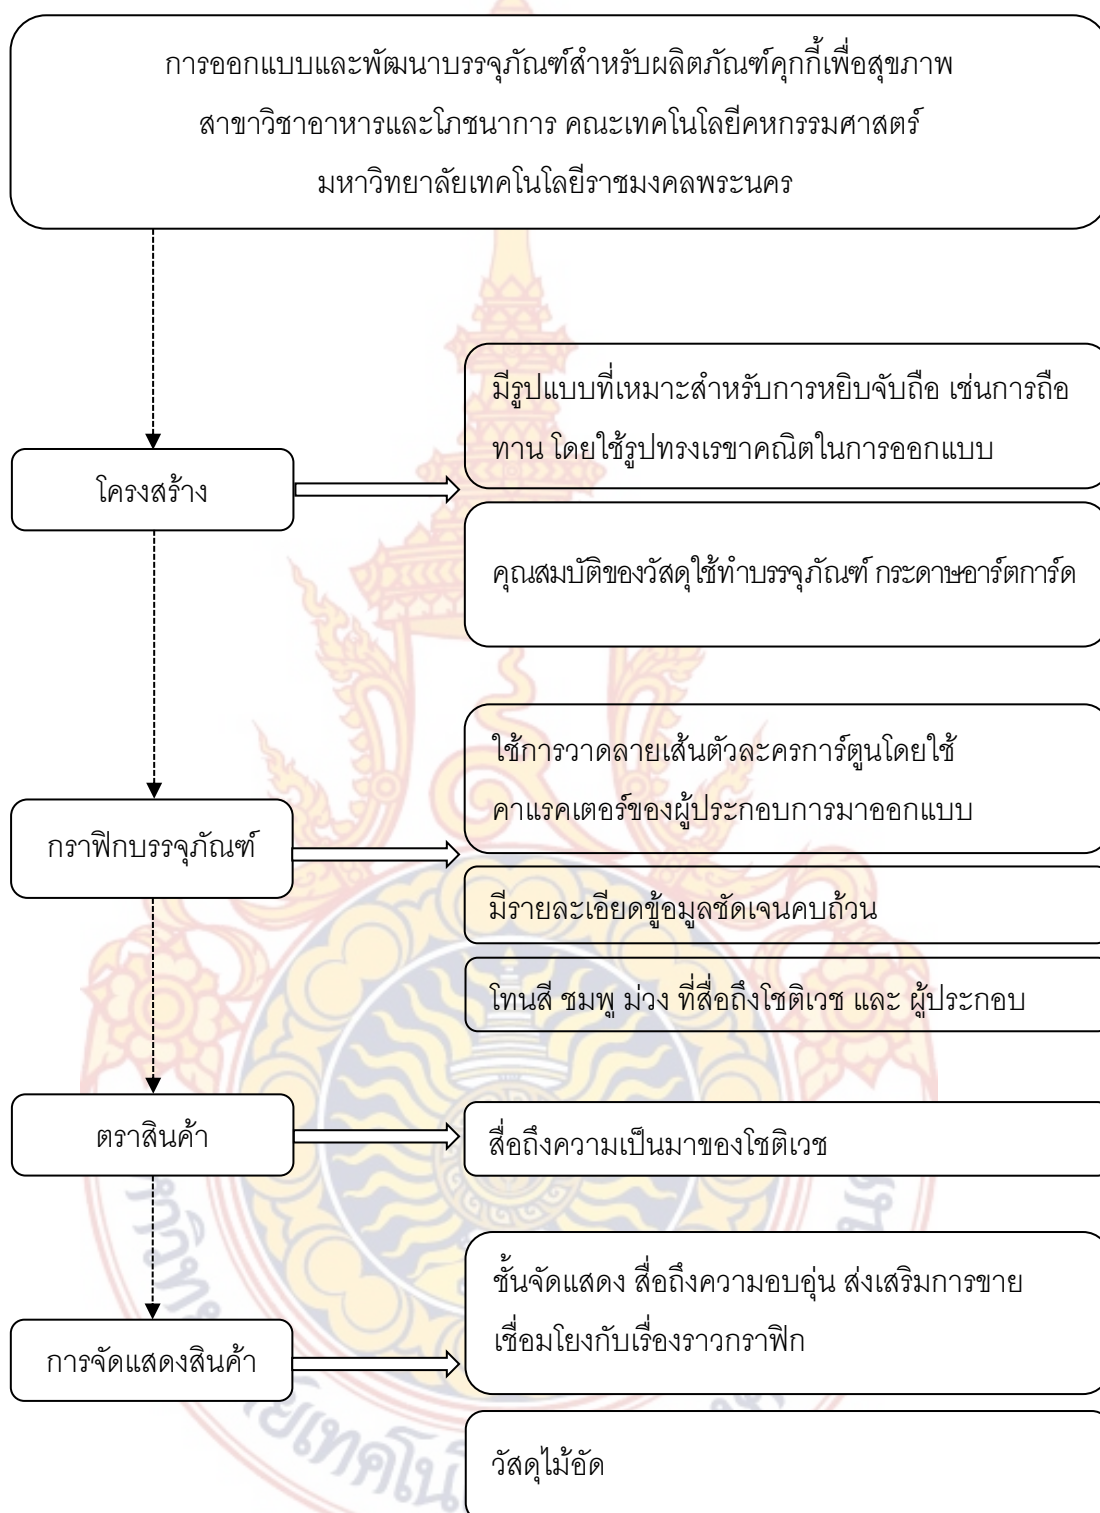 การออกแบบและพัฒนาบรรจุภัณฑ์สำหรับผลิตภัณฑ์คุกกี้เพื่อสุขภาพ
สาขาวิชาอาหารและโภชนาการ คณะเทคโนโลยีคหกรรมศาสตร์
มหาวิทยาลัยเทคโนโลยีราชมงคลพระนคร
มีรูปแบบที่เหมาะสำหรับการหยิบจับถือ เช่นการถือ
ทาน โดยใช้รูปทรงเรขาคณิตในการออกแบบ
โครงสร้าง
คุณสมบัติของวัสดุใช้ทำบรรจุภัณฑ์ กระดาษอาร์ตการ์ด
ใช้การวาดลายเส้นตัวละครการ์ตูนโดยใช้
คาแรคเตอร์ของผู้ประกอบการมาออกแบบ
กราฟิกบรรจุภัณฑ์
มีรายละเอียดข้อมูลชัดเจนคบถ้วน
โทนสี ชมพู ม่วง ที่สื่อถึงโชติเวช และ ผู้ประกอบ
ตราสินค้า
สื่อถึงความเป็นมาของโชติเวช
ชั้นจัดแสดง สื่อถึงความอบอุ่น ส่งเสริมการขาย
เชื่อมโยงกับเรื่องราวกราฟิก
การจัดแสดงสินค้า
วัสดุไม้อัด